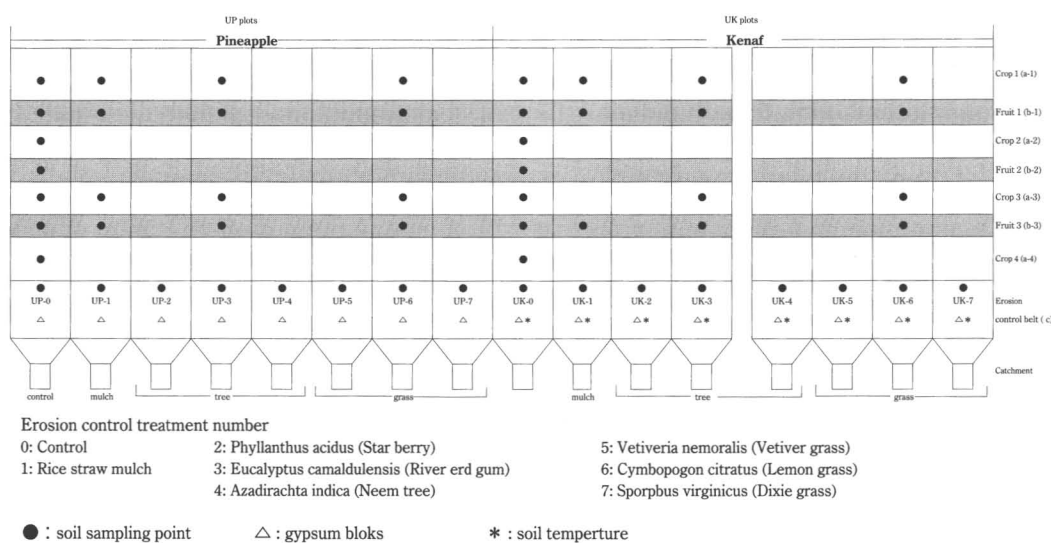 UP plots UK plots
Pineapple Kenaf
Crop 1 (a-1)
Fruit 1 (b-1)
Crop 2 (a-2)
Fruit 2 (b-2)
Crop 3 (a-3)
Fruit 3 (b-3)
Crop 4 (a-4)
UP-0 UP-1 UP-2 UP-3 UP-4 UP-5 UP-6 UP-7 UK-0 UK-1 UK-2 UK-3 UK-4 UK-5 UK-6 UK-7 Erosion
control belt ( c)
Catchment
control mulch tree grass mulch tree grass
Erosion control treatment number
0: Control 2: Phyllanthus acidus (Star berry) 5: Vetiveria nemoralis (Vetiver grass)
1: Rice straw mulch 3: Eucalyptus camaldulensis (River erd gum) 6: Cymbopogon citratus (Lemon grass)
4: Azadirachta indica (Neem tree) 7: Sporpbus virginicus (Dixie grass)
● : soil sampling point △ : gypsum bloks * : soil temperture